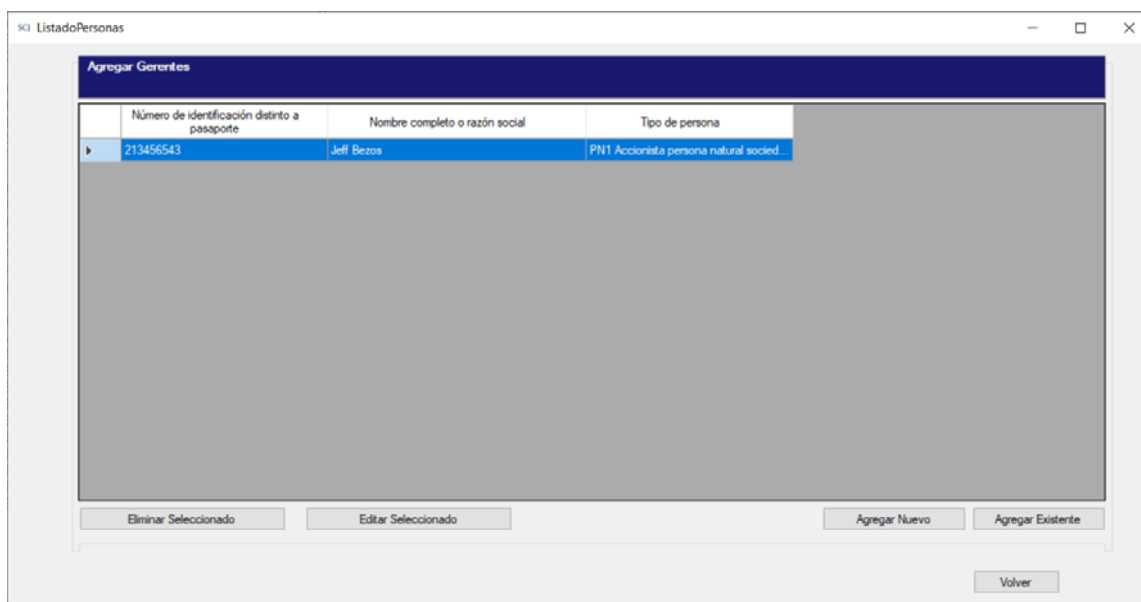 SCI ListadoPersonas
Agregar Gerentes
Número de identificación distinto a
pasaporte
Nombre completo o razón social
Tipo de persona
213456543
Jeff Bezos
PN1 Accionista persona natural socied...
Eliminar Seleccionado
Editar Seleccionado
Agregar Nuevo
Agregar Existente
Volver